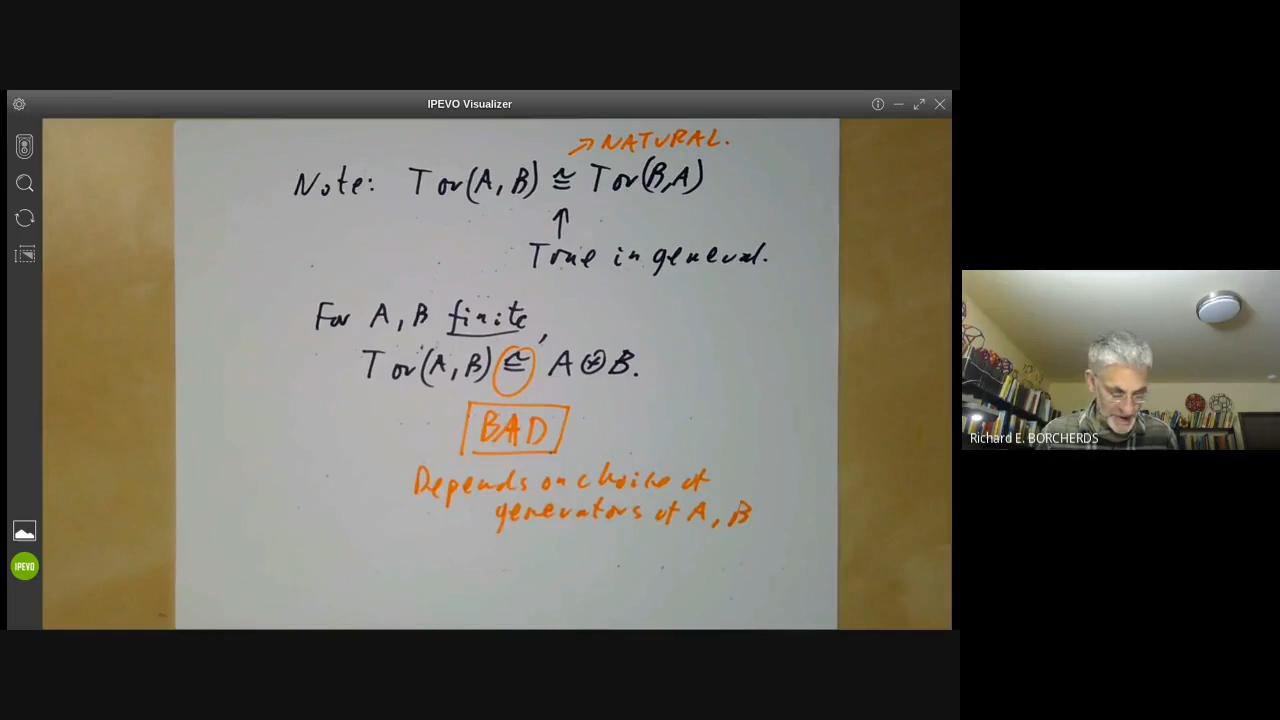 IPEVO Visualizer
→ NATURAL.
Note: Tor(A, B) ≅ Tor(B,A)
↑
True in general.
For A, B finite,
Tor(A, B) ≅ A ⊗ B.
BAD
Depends on choice of
generators of A, B
Richard E. BORCHERDS
IPEVO